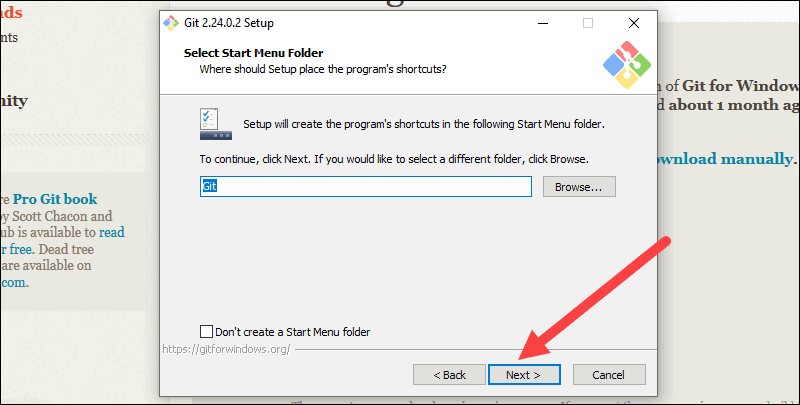 Git 2.24.0.2 Setup
Select Start Menu Folder
Where should Setup place the program's shortcuts?
Setup will create the program's shortcuts in the following Start Menu folder.
To continue, click Next. If you would like to select a different folder, click Browse.
Git
Browse...
Don't create a Start Menu folder
https://gitforwindows.org/
< Back
Next >
Cancel
nds
nts
nity
re Pro Git book
by Scott Chacon and
ub is available to read
r free. Dead tree
are available on
com.
n of Git for Window
d about 1 month ag
ownload manually.